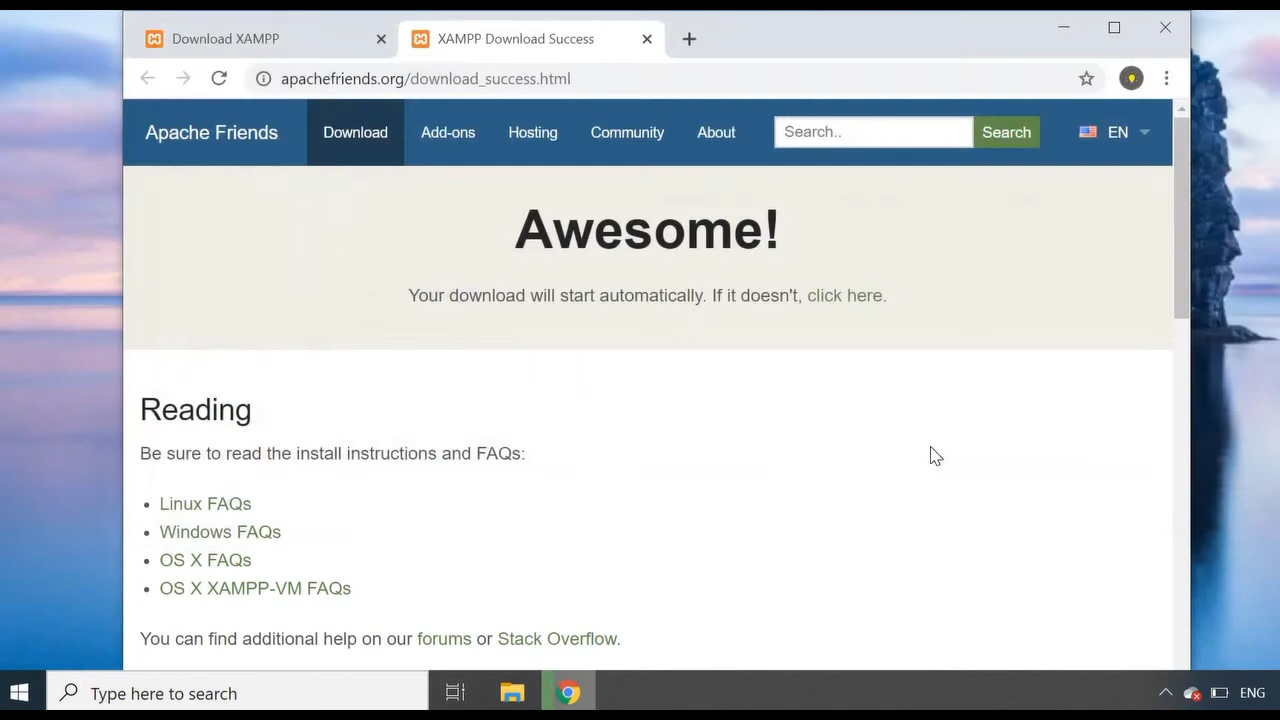 Download XAMPP
XAMPP Download Success
apachefriends.org/download_success.html
Apache Friends
Download
Add-ons
Hosting
Community
About
Search..
Search
EN
Awesome!
Your download will start automatically. If it doesn't, click here.
Reading
Be sure to read the install instructions and FAQs:
Linux FAQs
Windows FAQs
OS X FAQs
OS X XAMPP-VM FAQs
You can find additional help on our forums or Stack Overflow.
Type here to search
ENG